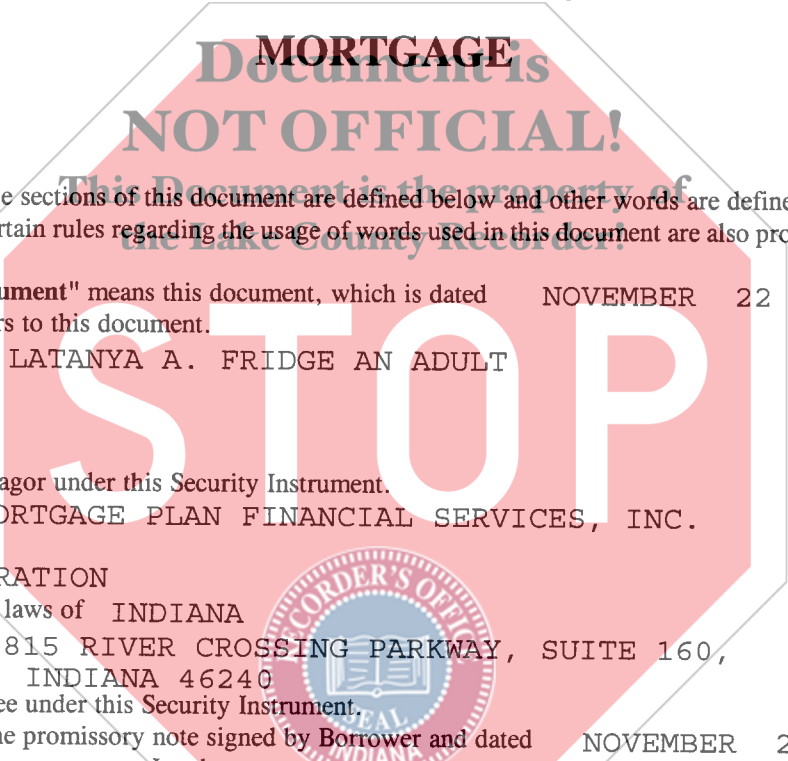 MORTGAGE
Document is
NOT OFFICIAL!
This Document is the property of
the Lake County Recorder!
STOP
e sections of this document are defined below and other words are define
rtain rules regarding the usage of words used in this document are also pro
ument" means this document, which is dated NOVEMBER 22
rs to this document.
LATANYA A. FRIDGE AN ADULT
agor under this Security Instrument.
ORTGAGE PLAN FINANCIAL SERVICES, INC.
RATION
laws of INDIANA
815 RIVER CROSSING PARKWAY, SUITE 160,
INDIANA 46240
ee under this Security Instrument.
he promissory note signed by Borrower and dated NOVEMBER 2
RECORDER'S OFFICE
SEAL
INDIANA